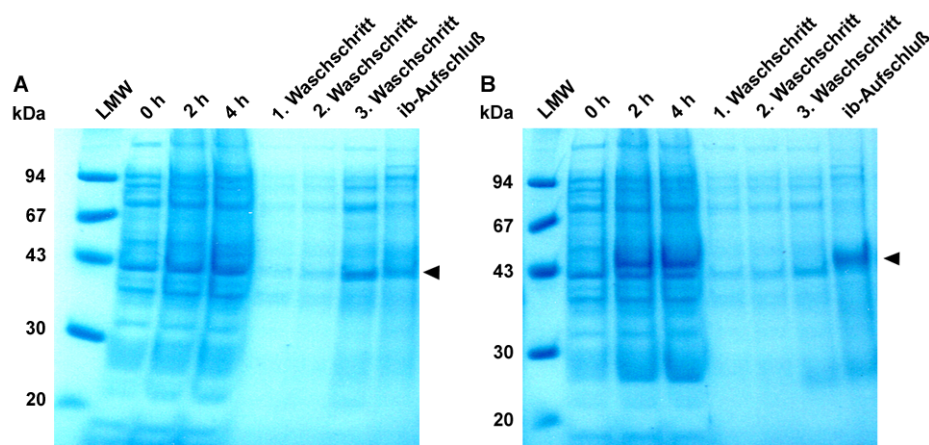 A
kDa
LMW
0 h
2 h
4 h
1. Waschschritt
2. Waschschritt
3. Waschschritt
ib-Aufschluß
94
67
43
30
20
B
kDa
LMW
0 h
2 h
4 h
1. Waschschritt
2. Waschschritt
3. Waschschritt
ib-Aufschluß
94
67
43
30
20